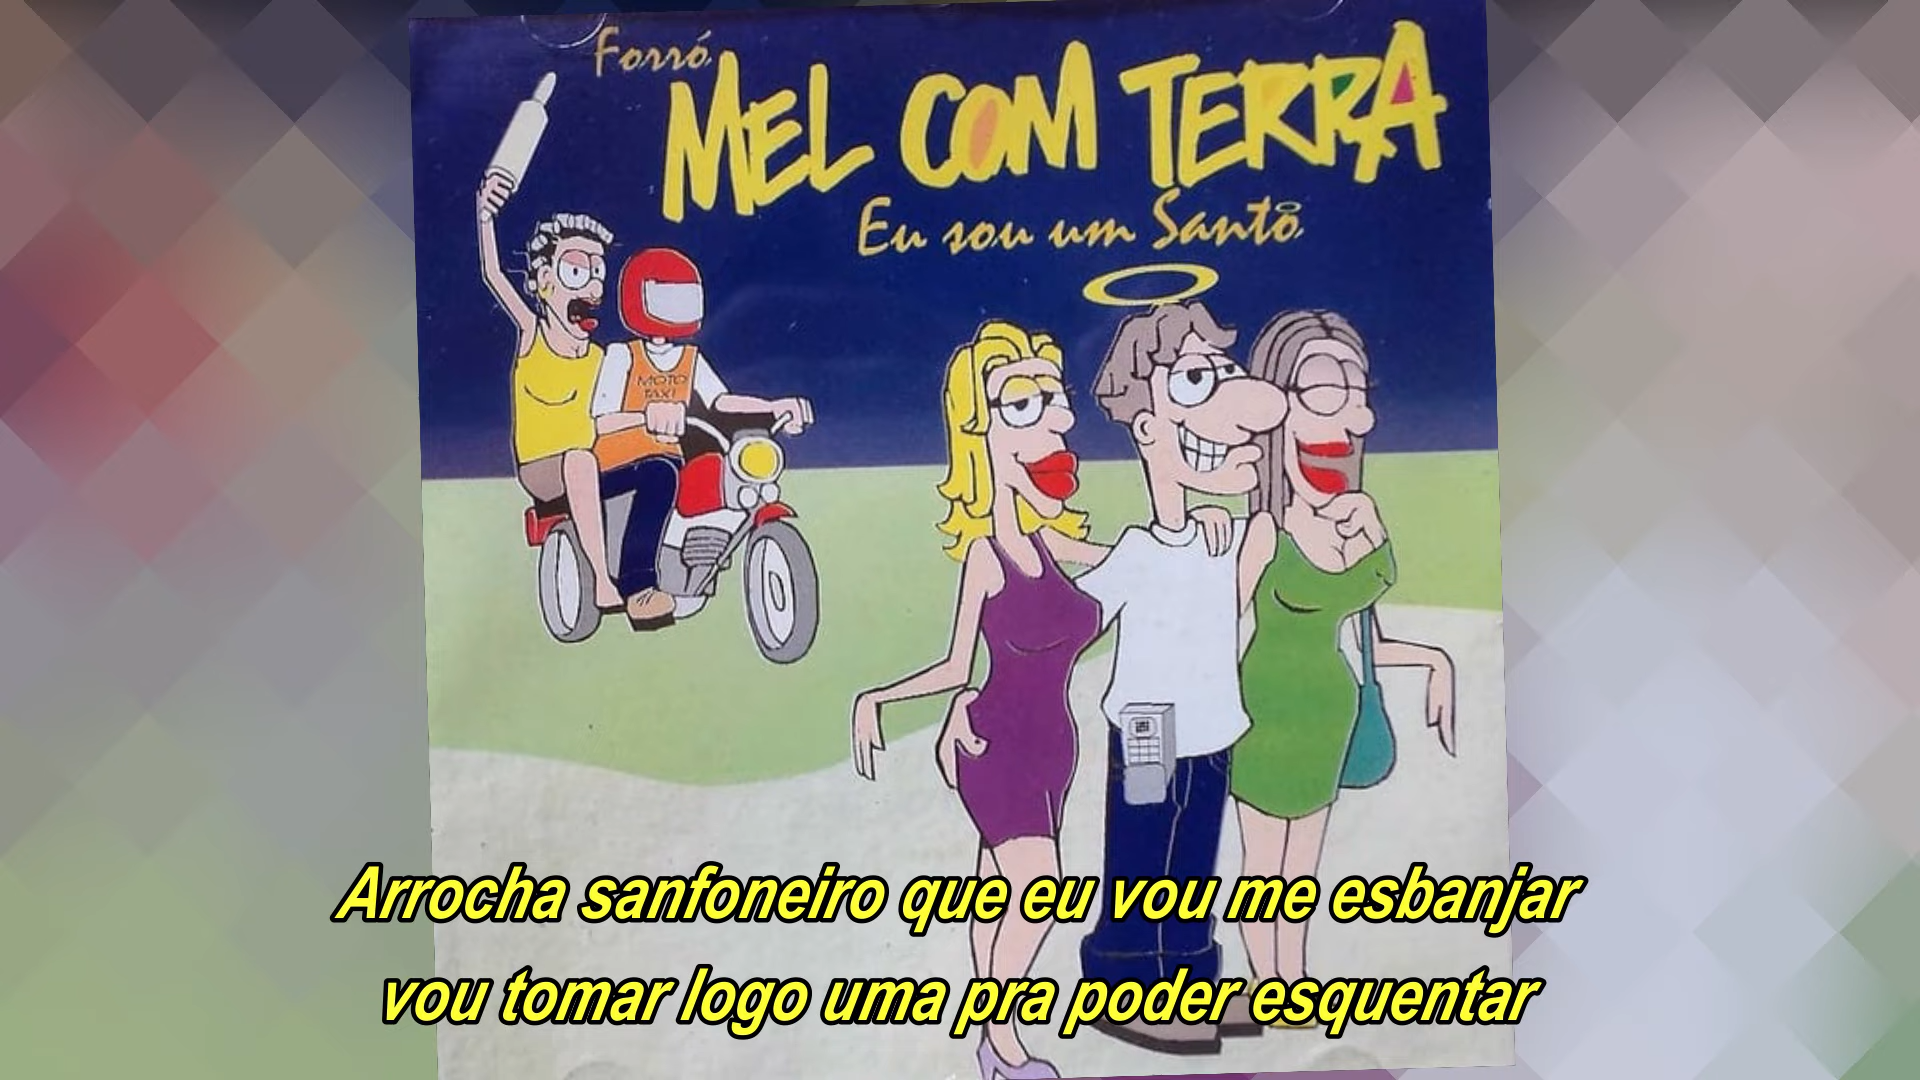 Forró
MEL COM TERRA
Eu sou um Santo
MOTO
TAXI
Arrocha sanfoneiro que eu vou me esbanjar
vou tomar logo uma pra poder esquentar